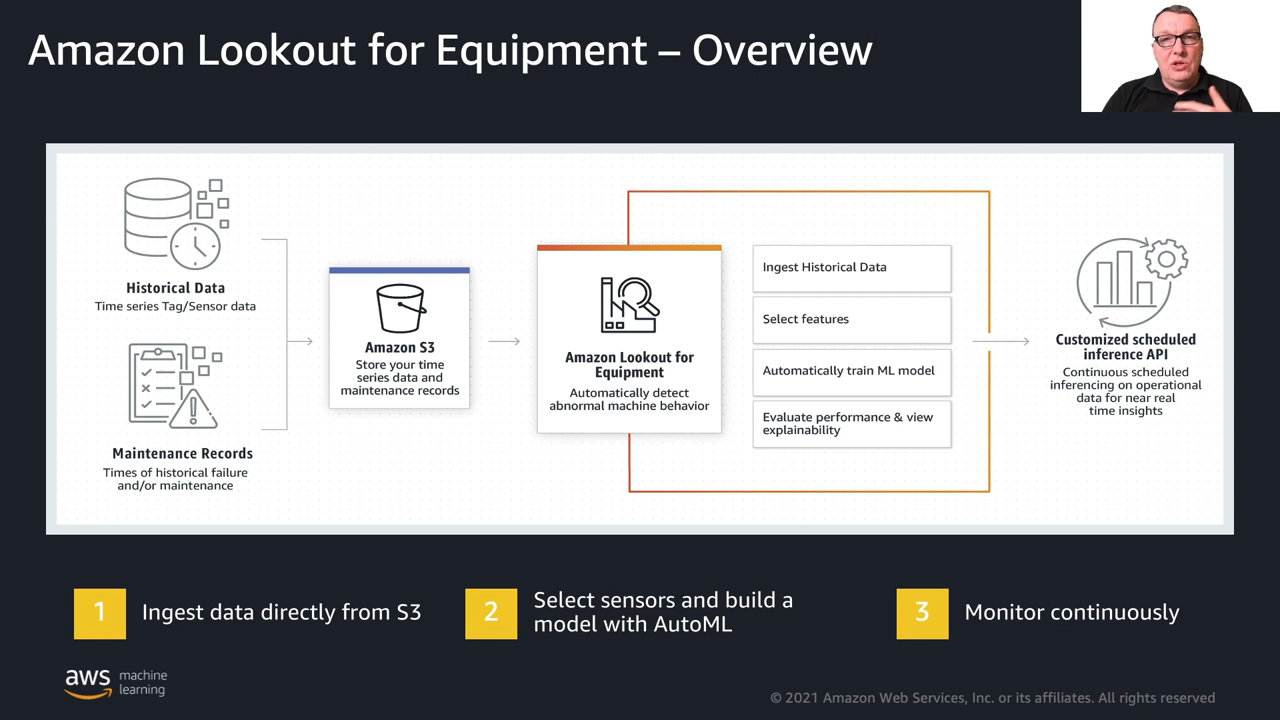 Amazon Lookout for Equipment – Overview
Historical Data
Time series Tag/Sensor data
Maintenance Records
Times of historical failure
and/or maintenance
Amazon S3
Store your time
series data and
maintenance records
Amazon Lookout for
Equipment
Automatically detect
abnormal machine behavior
Ingest Historical Data
Select features
Automatically train ML model
Evaluate performance & view
explainability
Customized scheduled
inference API
Continuous scheduled
inferencing on operational
data for near real
time insights
1 Ingest data directly from S3
2 Select sensors and build a
model with AutoML
3 Monitor continuously
aws machine
learning
© 2021 Amazon Web Services, Inc. or its affiliates. All rights reserved